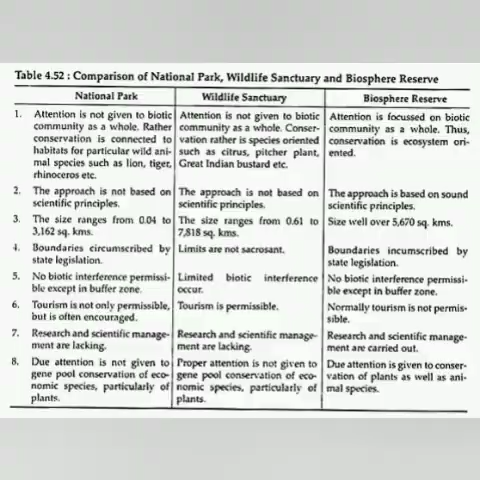 Table 4.52 : Comparison of National Park, Wildlife Sanctuary and Biosphere Reserve
National Park
1. Attention is not given to biotic
community as a whole. Rather
conservation is connected to
habitats for particular wild ani-
mal species such as lion, tiger,
rhinoceros etc.
2. The approach is not based on
scientific principles.
3. The size ranges from 0.04 to
3,162 sq. kms.
4. Boundaries circumscribed by
state legislation.
5. No biotic interference permissi-
ble except in buffer zone.
6. Tourism is not only permissible,
but is often encouraged.
7. Research and scientific manage-
ment are lacking.
8. Due attention is not given to
gene pool conservation of eco-
nomic species, particularly of
plants.
Wildlife Sanctuary
Attention is not given to biotic
community as a whole. Conser-
vation rather is species oriented
such as citrus, pitcher plant,
Great Indian bustard etc.
The approach is not based on
scientific principles.
The size ranges from 0.61 to
7,818 sq. kms.
Limits are not sacrosant.
Limited biotic interference
occur.
Tourism is permissible.
Research and scientific manage-
ment are lacking.
Proper attention is not given to
gene pool conservation of eco-
nomic species, particularly of
plants.
Biosphere Reserve
Attention is focussed on biotic
community as a whole. Thus,
conservation is ecosystem ori-
ented.
The approach is based on sound
scientific principles.
Size well over 5,670 sq. kms.
Boundaries incumscribed by
state legislation.
No biotic interference permissi-
ble except in buffer zone.
Normally tourism is not permis-
sible.
Research and scientific manage-
ment are carried out.
Due attention is given to conser-
vation of plants as well as ani-
mal species.